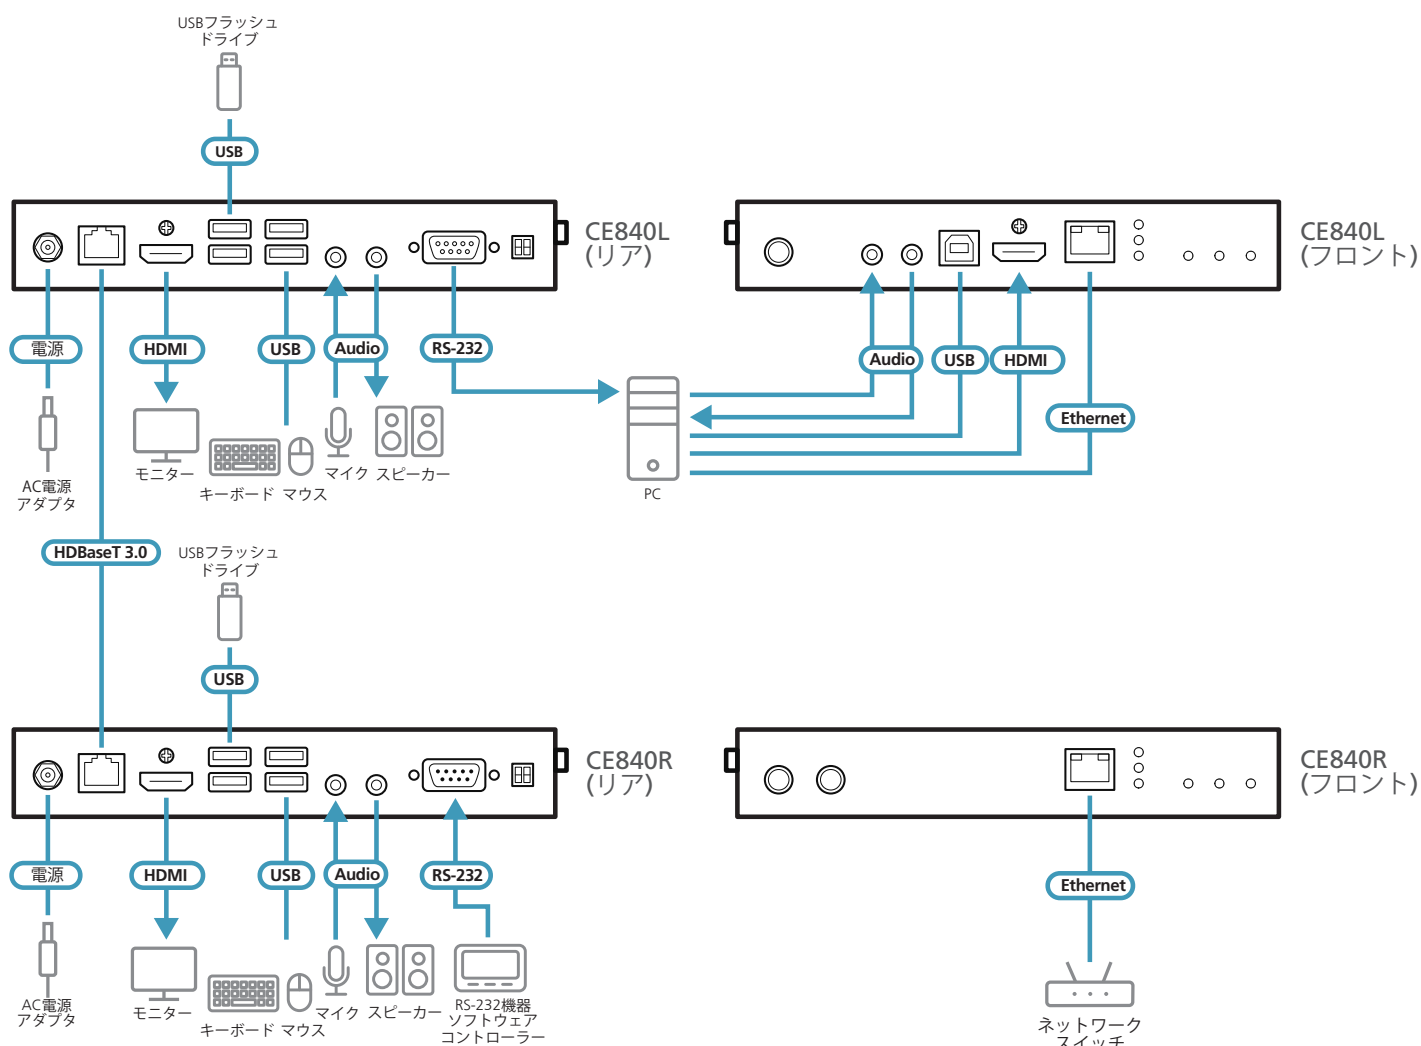 USBフラッシュ
ドライブ
USB
CE840L
(リア)
CE840L
(フロント)
電源
HDMI
USB
Audio
RS-232
Audio
USB
HDMI
Ethernet
AC電源
アダプタ
モニター
キーボード
マウス
マイク
スピーカー
PC
HDBaseT 3.0
USBフラッシュ
ドライブ
USB
CE840R
(リア)
CE840R
(フロント)
電源
HDMI
USB
Audio
RS-232
Ethernet
AC電源
アダプタ
モニター
キーボード
マウス
マイク
スピーカー
RS-232機器
ソフトウェア
コントローラー
ネットワーク
スイッチ